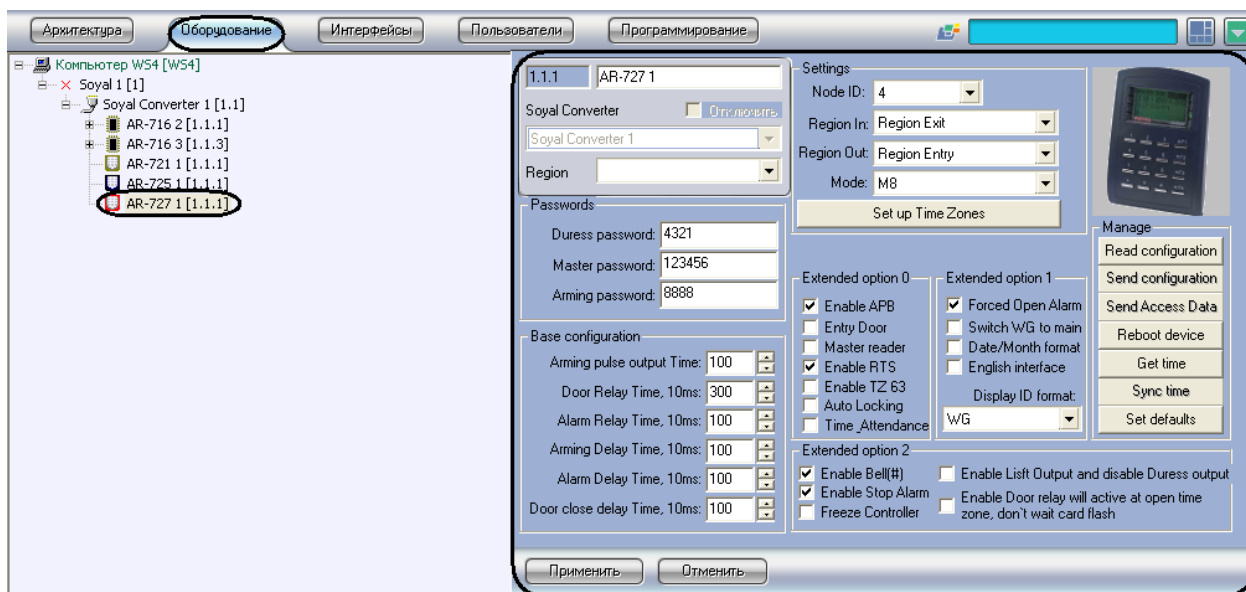 Архитектура Оборудование Интерфейсы Пользователи Программирование
Компьютер WS4 [WS4]
Soyal 1 [1]
Soyal Converter 1 [1.1]
AR-716 2 [1.1.1]
AR-716 3 [1.1.3]
AR-721 1 [1.1.1]
AR-725 1 [1.1.1]
AR-727 1 [1.1.1]
1.1.1 AR-727 1
Soyal Converter Отключить
Soyal Converter 1
Region
Passwords
Duress password: 4321
Master password: 123456
Arming password: 8888
Base configuration
Arming pulse output Time: 100
Door Relay Time, 10ms: 300
Alarm Relay Time, 10ms: 100
Arming Delay Time, 10ms: 100
Alarm Delay Time, 10ms: 100
Door close delay Time, 10ms: 100
Settings
Node ID: 4
Region In: Region Exit
Region Out: Region Entry
Mode: M8
Set up Time Zones
Extended option 0
Enable APB
Entry Door
Master reader
Enable RTS
Enable TZ 63
Auto Locking
Time_Attendance
Extended option 1
Forced Open Alarm
Switch WG to main
Date/Month format
English interface
Display ID format:
WG
Manage
Read configuration
Send configuration
Send Access Data
Reboot device
Get time
Sync time
Set defaults
Extended option 2
Enable Bell(#)
Enable Stop Alarm
Freeze Controller
Enable Lisft Output and disable Duress output
Enable Door relay will active at open time
zone, don`t wait card flash
Применить Отменить